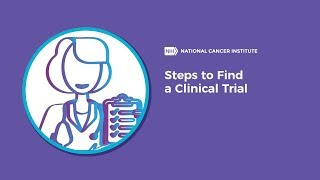 NIH NATIONAL CANCER INSTITUTE
Steps to Find
a Clinical Trial